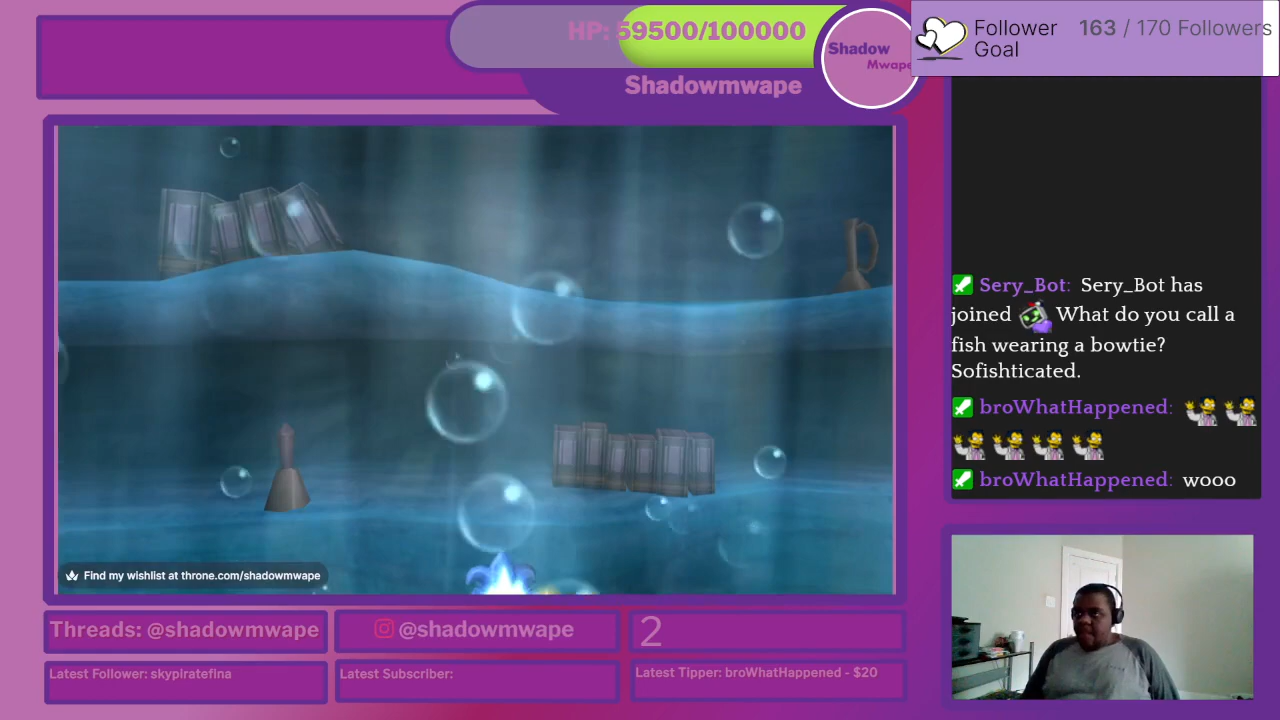 HP: 59500/100000
Shadowmwape
Shadow
Mwape
Follower
Goal
163 / 170 Followers
Sery_Bot: Sery_Bot has
joined What do you call a
fish wearing a bowtie?
Sofishticated.
broWhatHappened:
broWhatHappened: wooo
Find my wishlist at throne.com/shadowmwape
Threads: @shadowmwape
@shadowmwape
2
Latest Follower: skypiratefina
Latest Subscriber:
Latest Tipper: broWhatHappened - $20